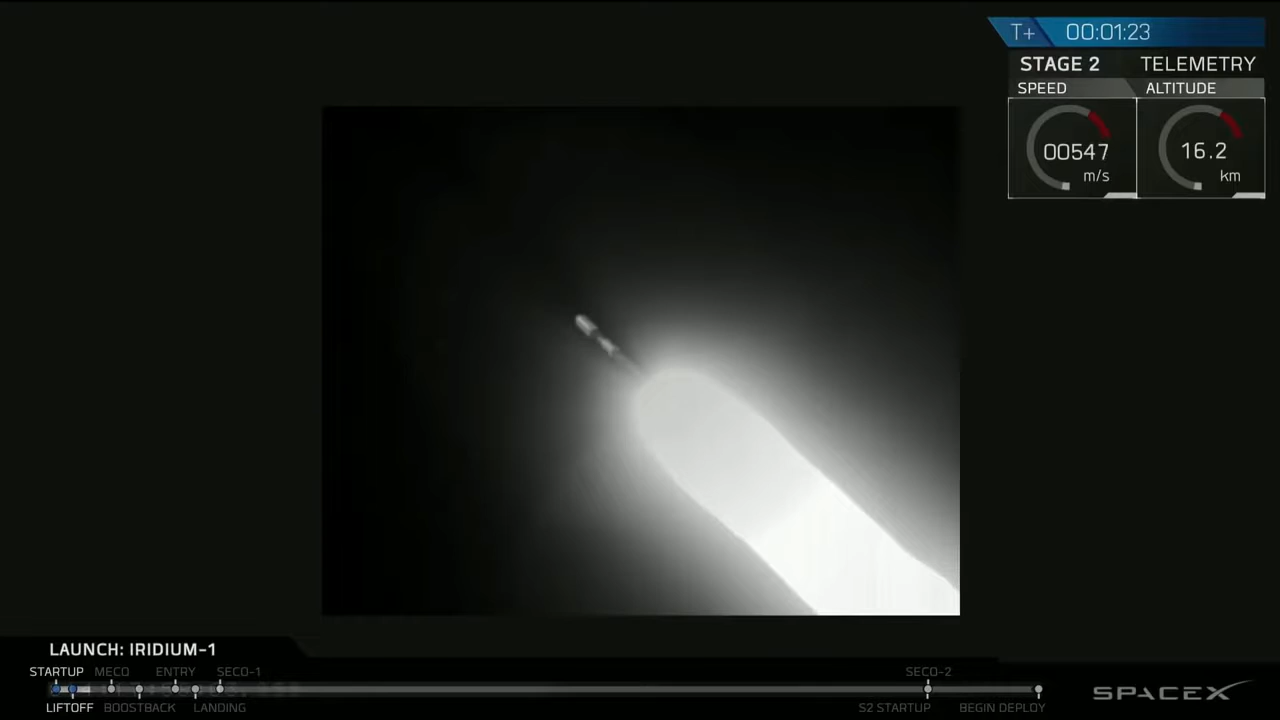 T+ 00:01:23
STAGE 2 TELEMETRY
SPEED ALTITUDE
00547 16.2
m/s km
LAUNCH: IRIDIUM-1
STARTUP MECO ENTRY SECO-1 SECO-2
LIFTOFF BOOSTBACK LANDING S2 STARTUP BEGIN DEPLOY
SPACEX